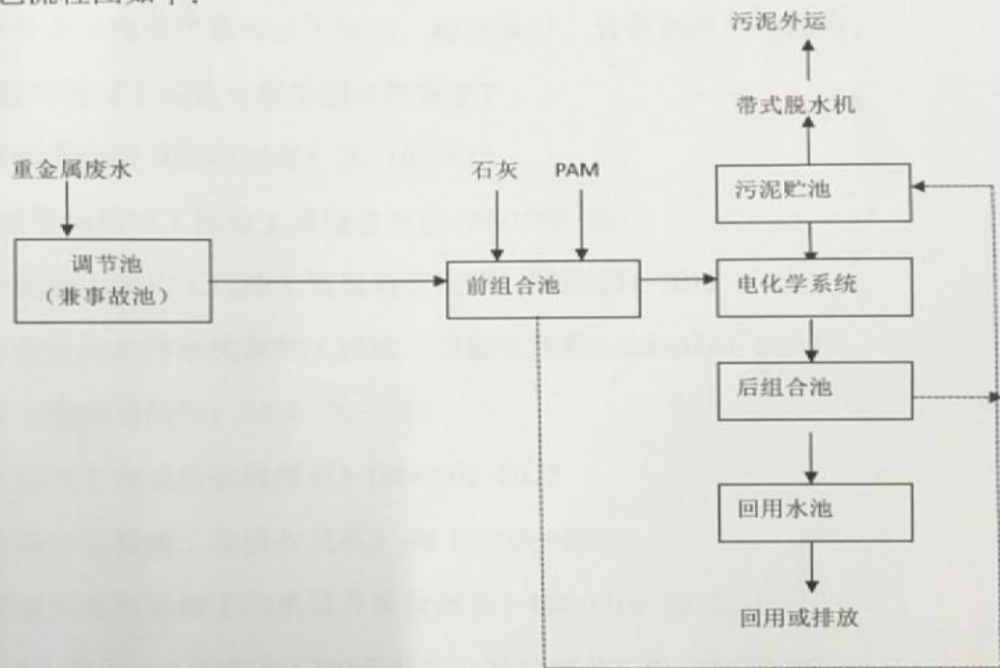 污泥外运
带式脱水机
重金属废水
石灰
PAM
污泥贮池
调节池
（兼事故池）
前组合池
电化学系统
后组合池
回用水池
回用或排放